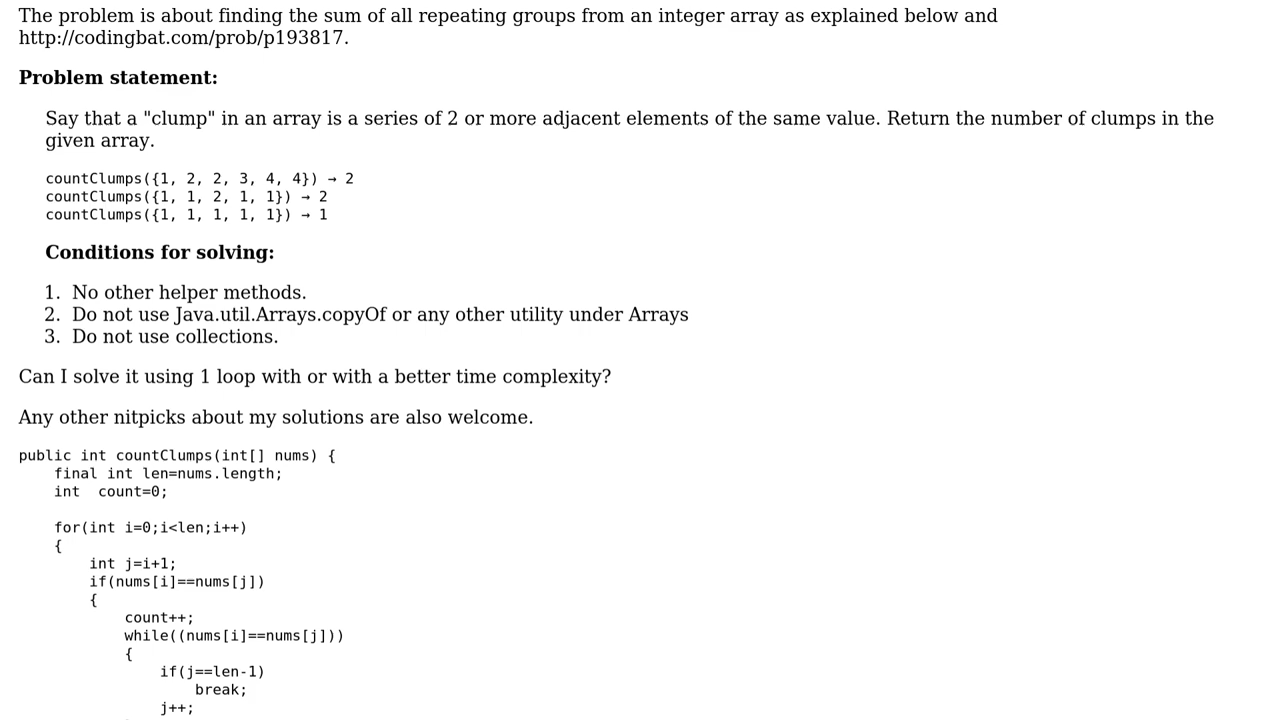 The problem is about finding the sum of all repeating groups from an integer array as explained below and
http://codingbat.com/prob/p193817.
Problem statement:
Say that a "clump" in an array is a series of 2 or more adjacent elements of the same value. Return the number of clumps in the
given array.
countClumps({1, 2, 2, 3, 4, 4}) → 2
countClumps({1, 1, 2, 1, 1}) → 2
countClumps({1, 1, 1, 1, 1}) → 1
Conditions for solving:
1. No other helper methods.
2. Do not use Java.util.Arrays.copyOf or any other utility under Arrays
3. Do not use collections.
Can I solve it using 1 loop with or with a better time complexity?
Any other nitpicks about my solutions are also welcome.
public int countClumps(int[] nums) {
    final int len=nums.length;
    int  count=0;
    for(int i=0;i<len;i++)
    {
        int j=i+1;
        if(nums[i]==nums[j])
        {
            count++;
            while((nums[i]==nums[j]))
            {
                if(j==len-1)
                    break;
                j++;